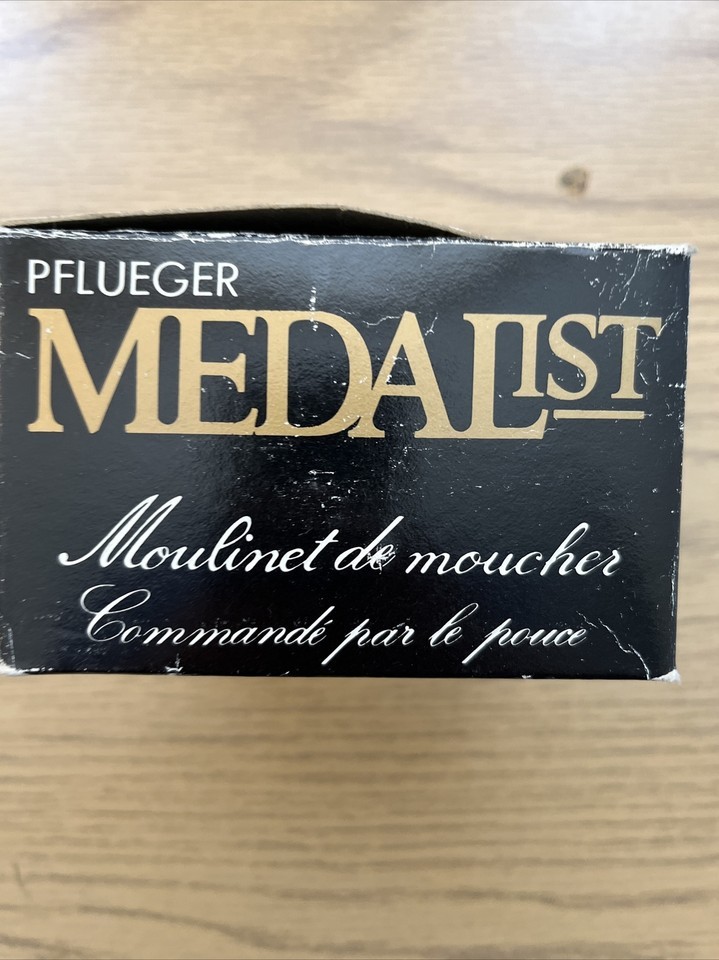 PFLUEGER
MEDALIST
Moulinet de moucher
Commandé par le pouce